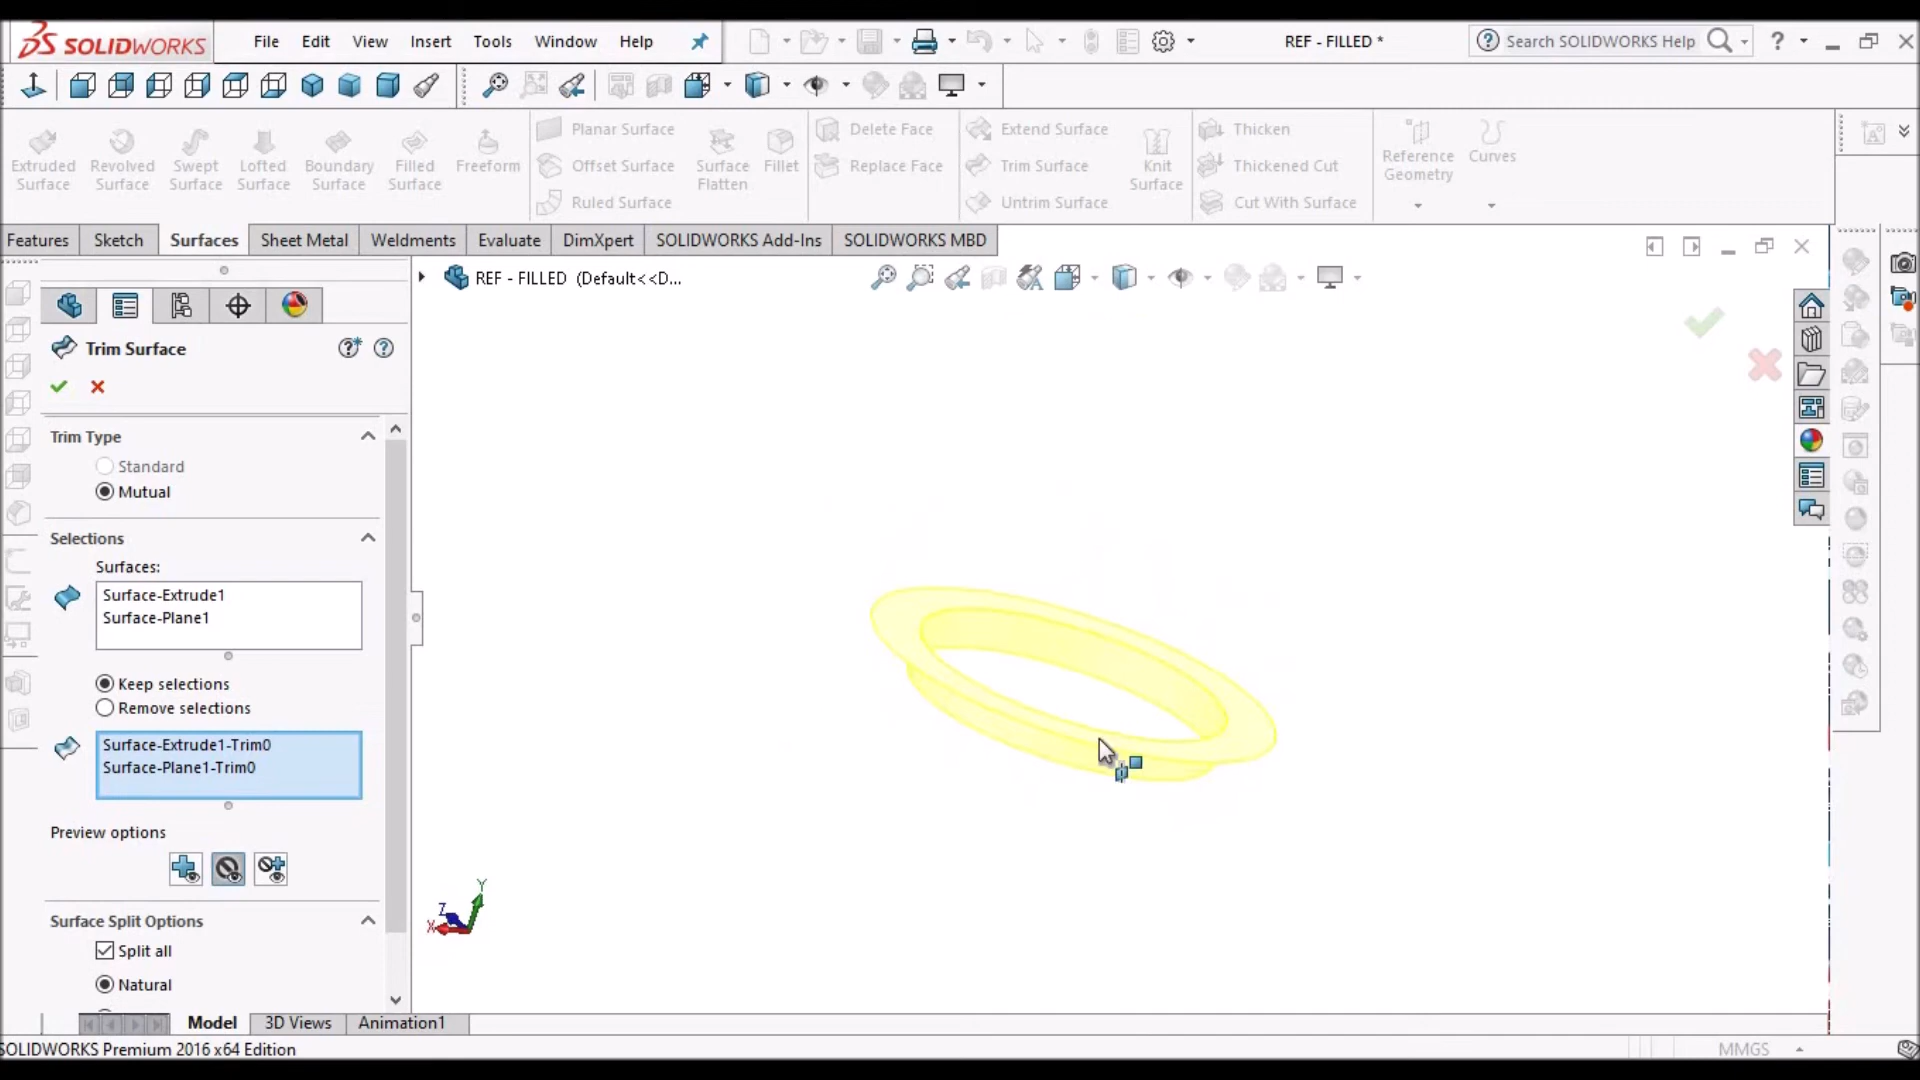 SOLIDWORKS
File Edit View Insert Tools Window Help
REF - FILLED *
Search SOLIDWORKS Help
Extruded Surface
Revolved Surface
Swept Surface
Lofted Surface
Boundary Surface
Filled Surface
Freeform
Planar Surface
Offset Surface
Ruled Surface
Surface Flatten
Fillet
Delete Face
Replace Face
Extend Surface
Trim Surface
Untrim Surface
Knit Surface
Thicken
Thickened Cut
Cut With Surface
Reference Geometry
Curves
Features Sketch Surfaces Sheet Metal Weldments Evaluate DimXpert SOLIDWORKS Add-Ins SOLIDWORKS MBD
REF - FILLED (Default<<D...
Trim Surface
Trim Type
Standard
Mutual
Selections
Surfaces:
Surface-Extrude1
Surface-Plane1
Keep selections
Remove selections
Surface-Extrude1-Trim0
Surface-Plane1-Trim0
Preview options
Surface Split Options
Split all
Natural
Y
Z
X
Model 3D Views Animation1
SOLIDWORKS Premium 2016 x64 Edition
MMGS